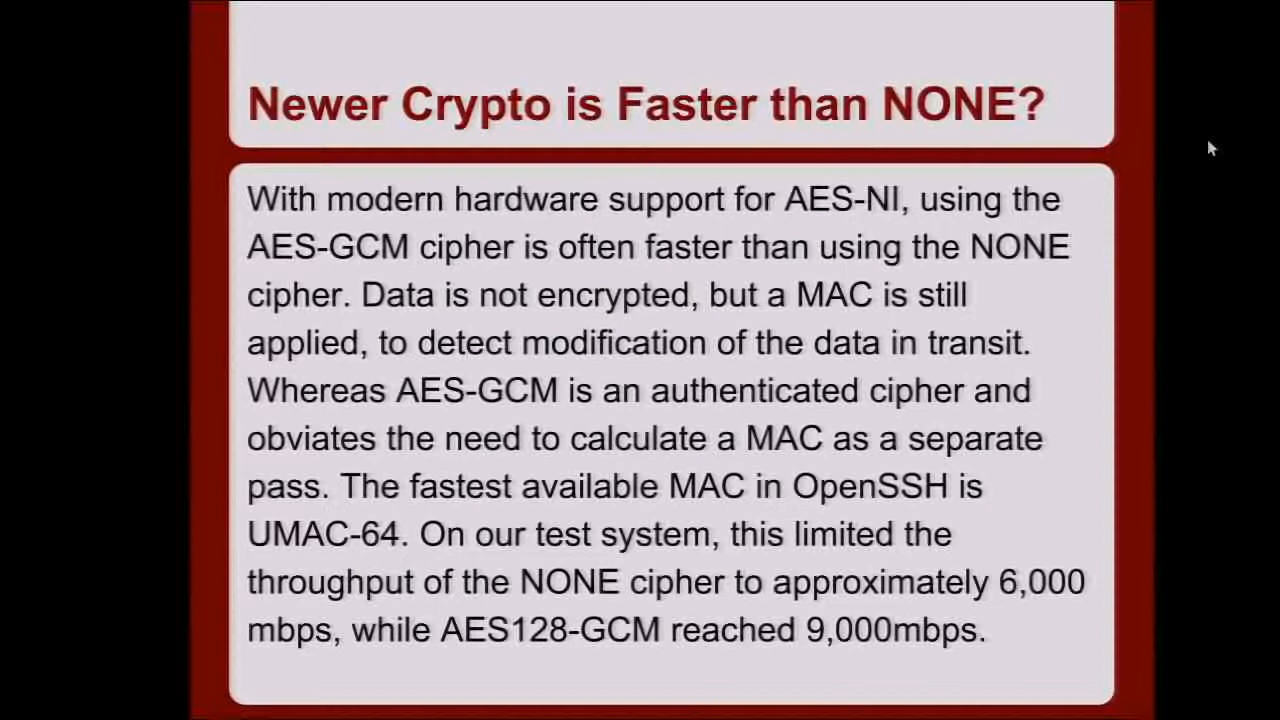 Newer Crypto is Faster than NONE?
With modern hardware support for AES-NI, using the
AES-GCM cipher is often faster than using the NONE
cipher. Data is not encrypted, but a MAC is still
applied, to detect modification of the data in transit.
Whereas AES-GCM is an authenticated cipher and
obviates the need to calculate a MAC as a separate
pass. The fastest available MAC in OpenSSH is
UMAC-64. On our test system, this limited the
throughput of the NONE cipher to approximately 6,000
mbps, while AES128-GCM reached 9,000mbps.